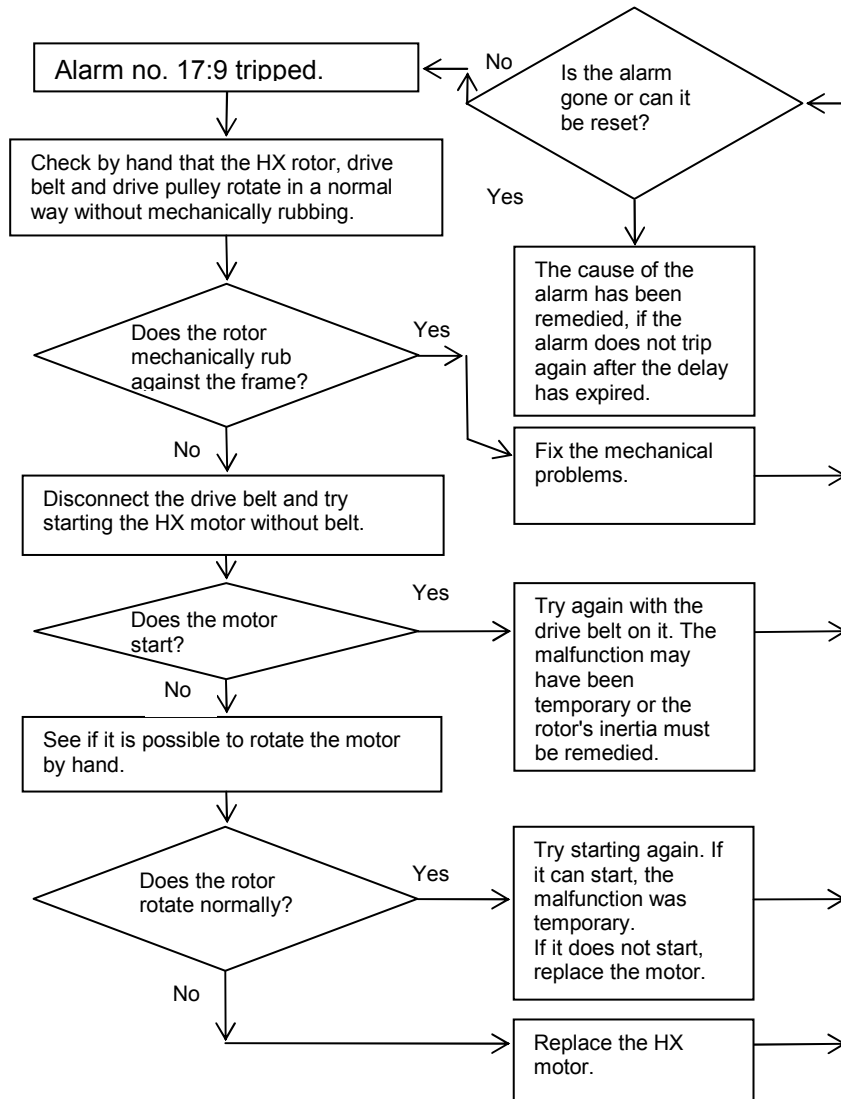 Alarm no. 17:9 tripped.
No
Is the alarm
gone or can it
be reset?
Check by hand that the HX rotor, drive
belt and drive pulley rotate in a normal
way without mechanically rubbing.
Yes
The cause of the
alarm has been
remedied, if the
alarm does not trip
again after the delay
has expired.
Does the rotor
mechanically rub
against the frame?
Yes
Fix the mechanical
problems.
No
Disconnect the drive belt and try
starting the HX motor without belt.
Does the motor
start?
Yes
Try again with the
drive belt on it. The
malfunction may
have been
temporary or the
rotor's inertia must
be remedied.
No
See if it is possible to rotate the motor
by hand.
Does the rotor
rotate normally?
Yes
Try starting again. If
it can start, the
malfunction was
temporary.
If it does not start,
replace the motor.
No
Replace the HX
motor.